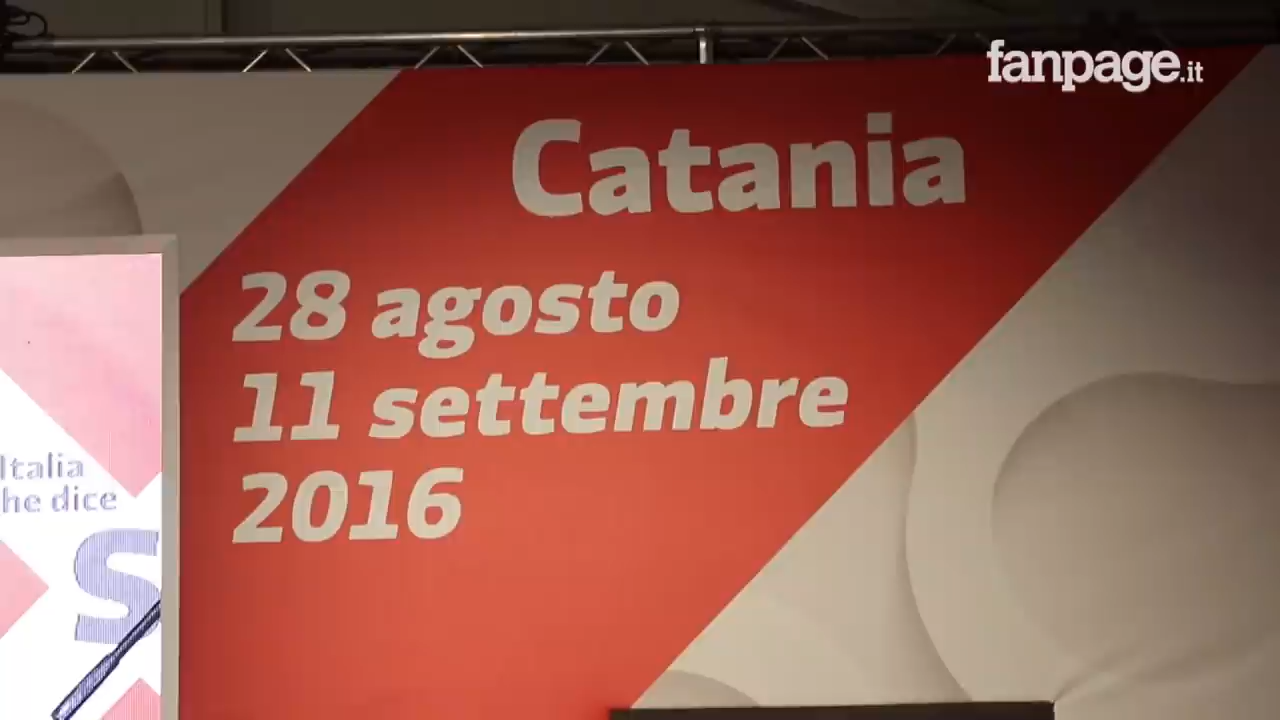 fanpage.it
Catania
28 agosto
11 settembre
2016
Italia
he dice
S